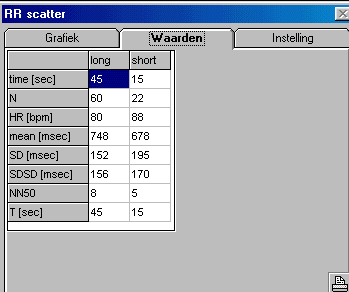 RR scatter
Grafiek Waarden Instelling
long short
time [sec] 45 15
N 60 22
HR [bpm] 80 88
mean [msec] 748 678
SD [msec] 152 195
SDSD [msec] 156 170
NN50 8 5
T [sec] 45 15